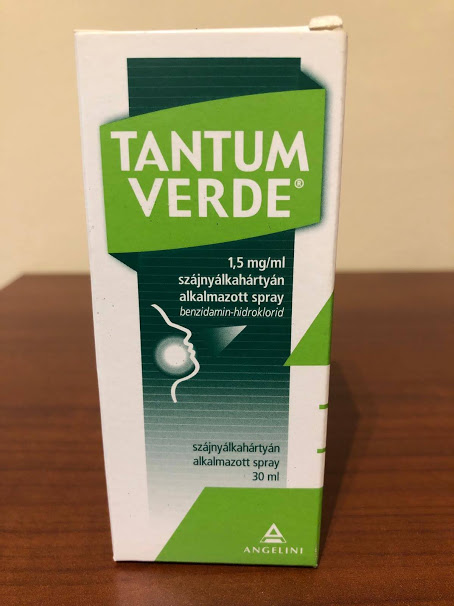 TANTUM
VERDE®
1,5 mg/ml
szájnyálkahártyán
alkalmazott spray
benzidamin-hidroklorid
szájnyálkahártyán
alkalmazott spray
30 ml
ANGELINI